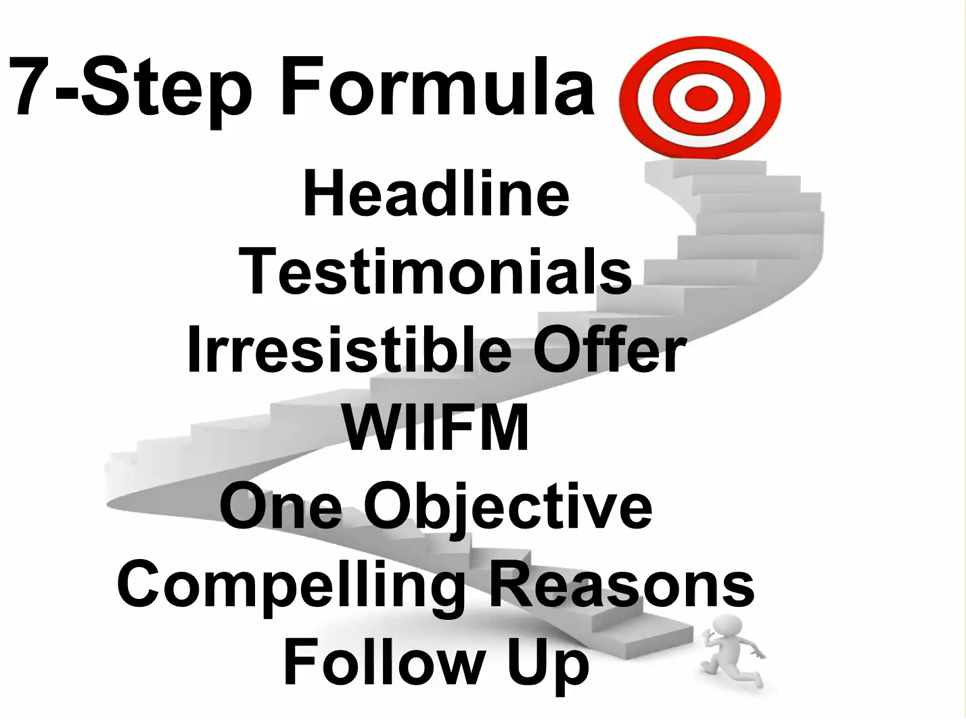 7-Step Formula
Headline
Testimonials
Irresistible Offer
WIIFM
One Objective
Compelling Reasons
Follow Up